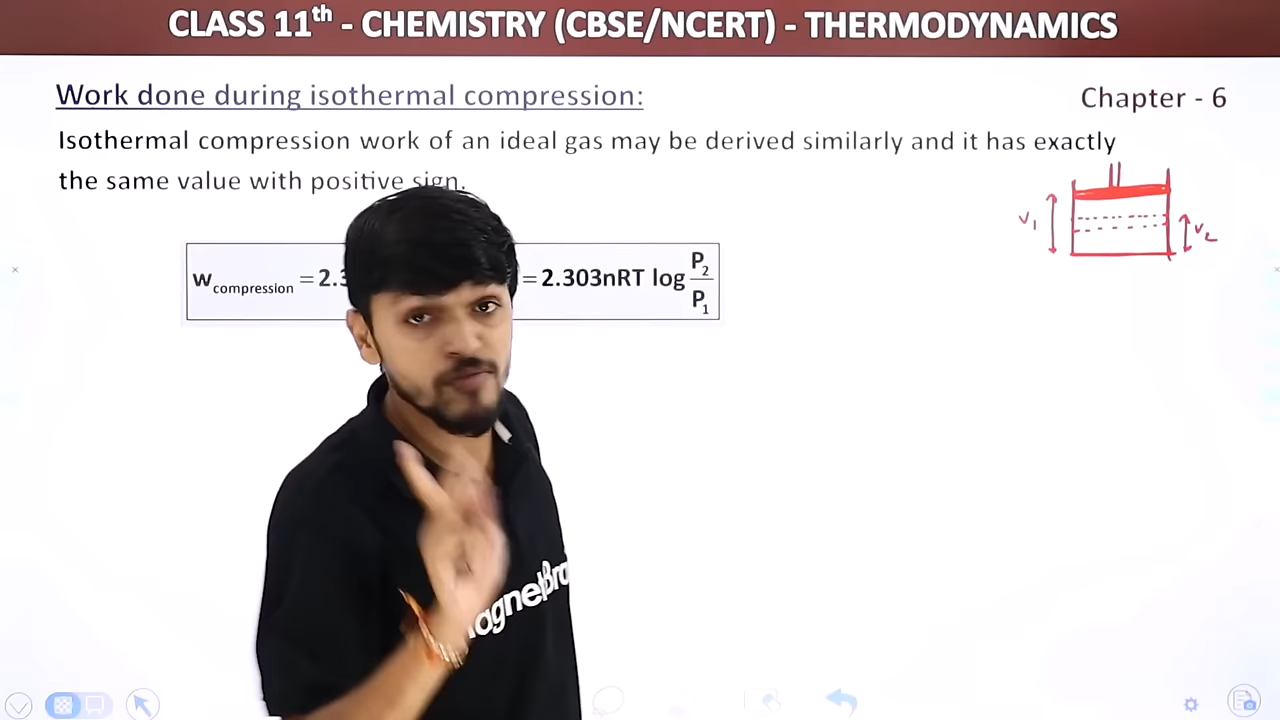 CLASS 11th - CHEMISTRY (CBSE/NCERT) - THERMODYNAMICS
Work done during isothermal compression:
Chapter - 6
Isothermal compression work of an ideal gas may be derived similarly and it has exactly
the same value with positive sign.
V1
V2
wcompression = 2.3 = 2.303nRT log P2/P1